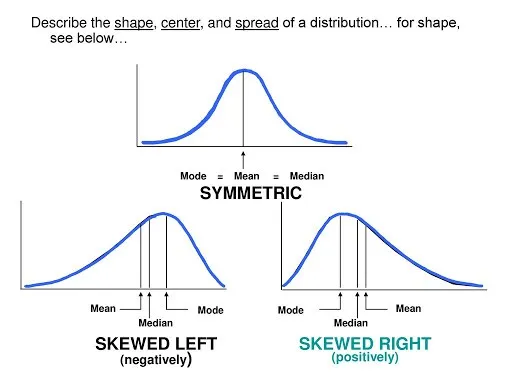 Describe the shape, center, and spread of a distribution… for shape,
see below…
Mode = Mean = Median
SYMMETRIC
Mean
Mode
Median
SKEWED LEFT
(negatively)
Mode
Mean
Median
SKEWED RIGHT
(positively)